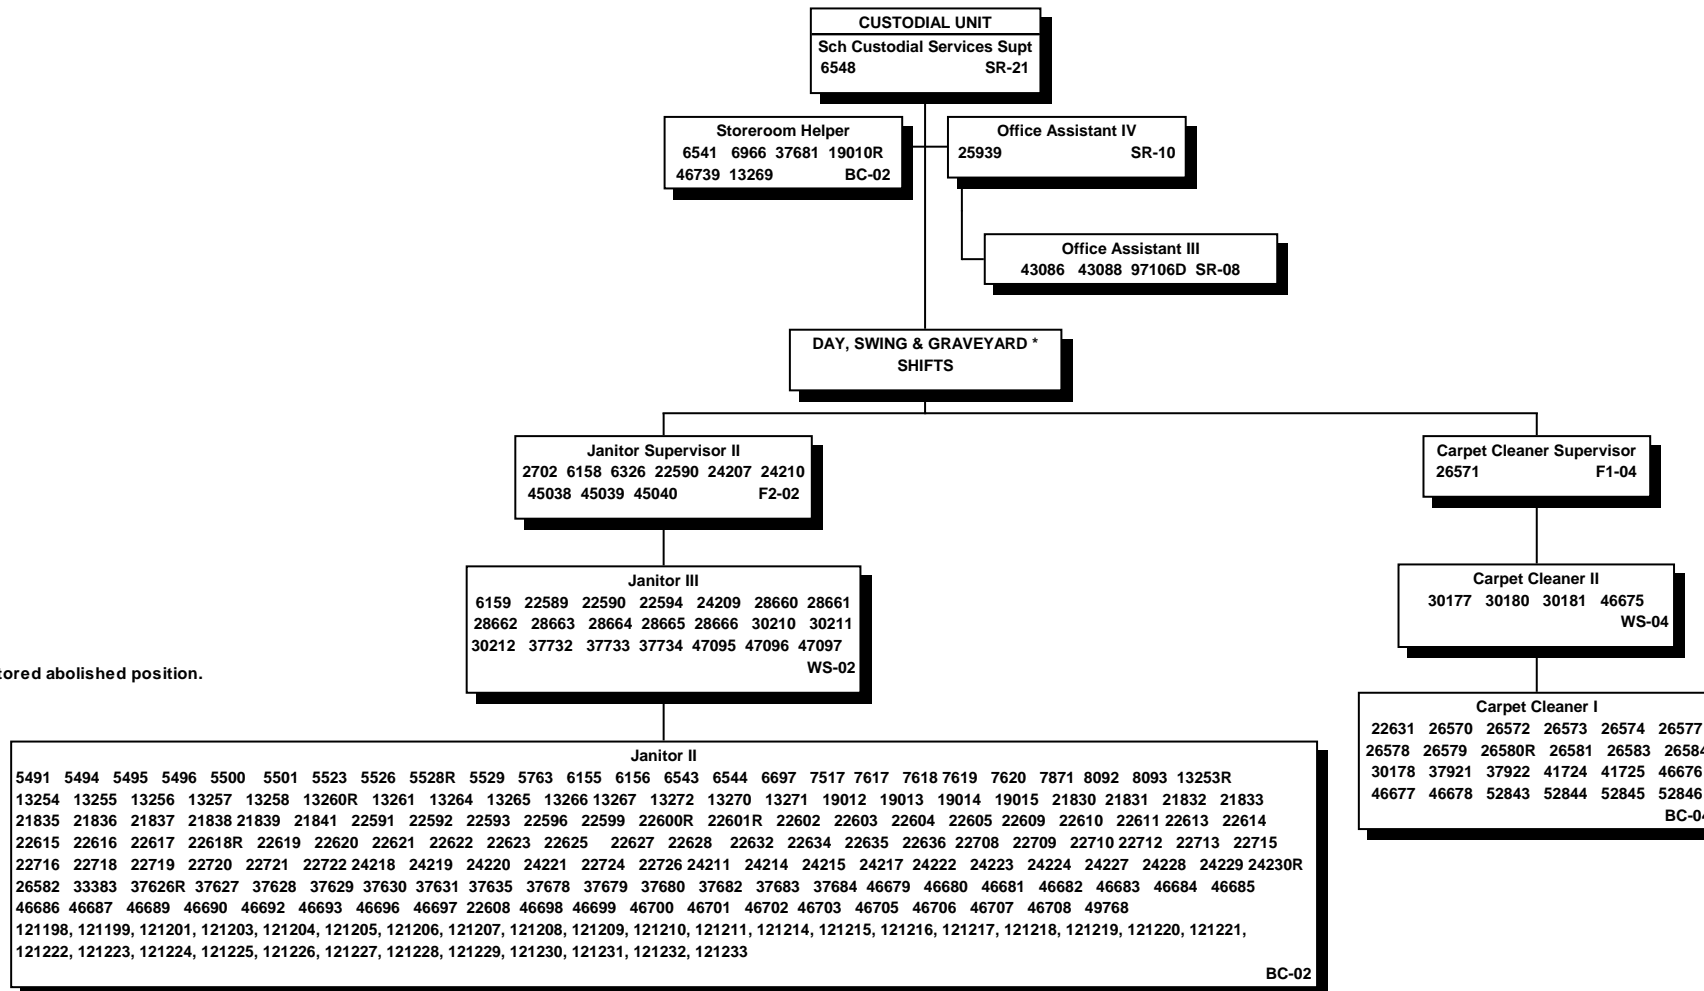 CUSTODIAL UNIT
Sch Custodial Services Supt
6548 SR-21
Storeroom Helper
6541 6966 37681 19010R
46739 13269 BC-02
Office Assistant IV
25939 SR-10
Office Assistant III
43086 43088 97106D SR-08
DAY, SWING & GRAVEYARD *
SHIFTS
Janitor Supervisor II
2702 6158 6326 22590 24207 24210
45038 45039 45040 F2-02
Carpet Cleaner Supervisor
26571 F1-04
Janitor III
6159 22589 22590 22594 24209 28660 28661
28662 28663 28664 28665 28666 30210 30211
30212 37732 37733 37734 47095 47096 47097
WS-02
Carpet Cleaner II
30177 30180 30181 46675
WS-04
tored abolished position.
Carpet Cleaner I
22631 26570 26572 26573 26574 26577
26578 26579 26580R 26581 26583 26584
30178 37921 37922 41724 41725 46676
46677 46678 52843 52844 52845 52846
BC-04
Janitor II
5491 5494 5495 5496 5500 5501 5523 5526 5528R 5529 5763 6155 6156 6543 6544 6697 7517 7617 7618 7619 7620 7871 8092 8093 13253R
13254 13255 13256 13257 13258 13260R 13261 13264 13265 13266 13267 13272 13270 13271 19012 19013 19014 19015 21830 21831 21832 21833
21835 21836 21837 21838 21839 21841 22591 22592 22593 22596 22599 22600R 22601R 22602 22603 22604 22605 22609 22610 22611 22613 22614
22615 22616 22617 22618R 22619 22620 22621 22622 22623 22625 22627 22628 22632 22634 22635 22636 22708 22709 22710 22712 22713 22715
22716 22718 22719 22720 22721 22722 24218 24219 24220 24221 22724 22726 24211 24214 24215 24217 24222 24223 24224 24227 24228 24229 24230R
26582 33383 37626R 37627 37628 37629 37630 37631 37635 37678 37679 37680 37682 37683 37684 46679 46680 46681 46682 46683 46684 46685
46686 46687 46689 46690 46692 46693 46696 46697 22608 46698 46699 46700 46701 46702 46703 46705 46706 46707 46708 49768
121198, 121199, 121201, 121203, 121204, 121205, 121206, 121207, 121208, 121209, 121210, 121211, 121214, 121215, 121216, 121217, 121218, 121219, 121220, 121221,
121222, 121223, 121224, 121225, 121226, 121227, 121228, 121229, 121230, 121231, 121232, 121233
BC-02